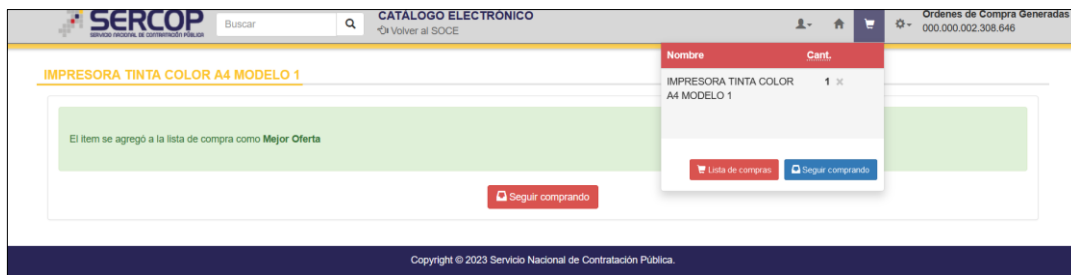 SERCOP
SERVICIO NACIONAL DE CONTRATACIÓN PÚBLICA
Buscar
CATÁLOGO ELECTRÓNICO
Volver al SOCE
Ordenes de Compra Generadas
000.000.002.308.646
IMPRESORA TINTA COLOR A4 MODELO 1
Nombre Cant.
IMPRESORA TINTA COLOR 1
A4 MODELO 1
Lista de compras Seguir comprando
El item se agregó a la lista de compra como Mejor Oferta
Seguir comprando
Copyright © 2023 Servicio Nacional de Contratación Pública.